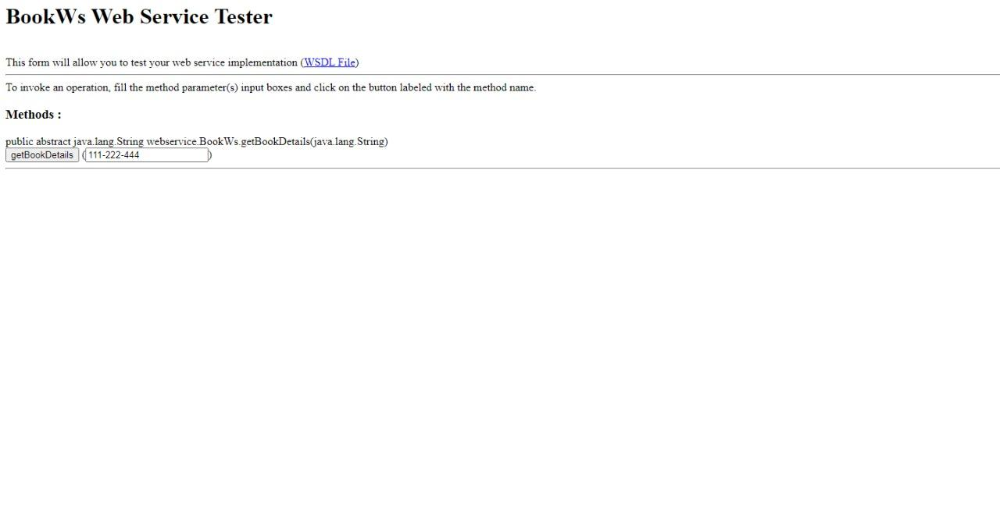 BookWs Web Service Tester
This form will allow you to test your web service implementation (WSDL File)
To invoke an operation, fill the method parameter(s) input boxes and click on the button labeled with the method name.
Methods :
public abstract java.lang.String webservice.BookWs.getBookDetails(java.lang.String)
getBookDetails (111-222-444)